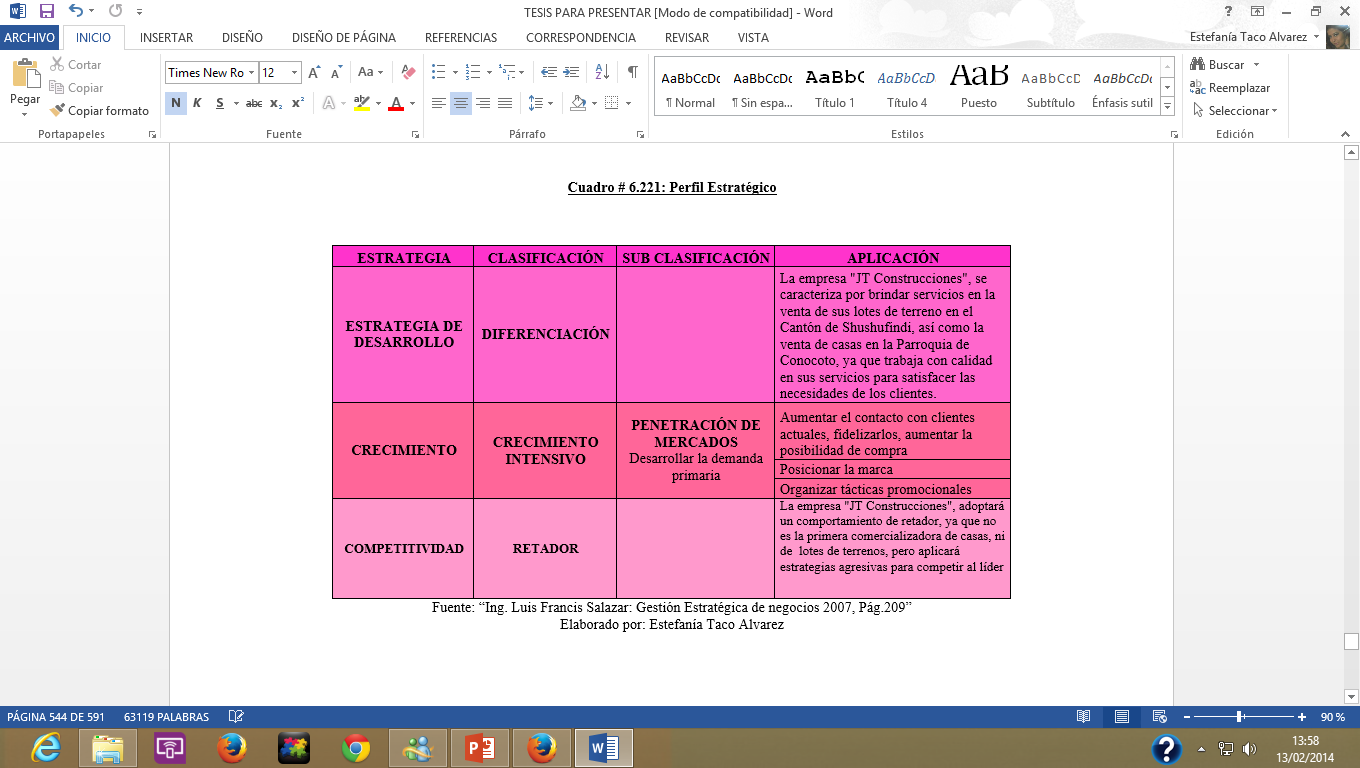 TESIS PARA PRESENTAR [Modo de compatibilidad] - Word
ARCHIVO INICIO INSERTAR DISEÑO DISEÑO DE PÁGINA REFERENCIAS CORRESPONDENCIA REVISAR VISTA
Estefanía Taco Alvarez
Pegar
Cortar
Copiar
Copiar formato
Portapapeles
Times New Ro 12
Aa
N K S abc x₂ x² A A
Fuente
Párrafo
AaBbCcDc AaBbCcDc AaBbC AaBbCcD AaB AaBbCcD AaBbCcDc
¶ Normal ¶ Sin espa... Título 1 Título 4 Puesto Subtítulo Énfasis sutil
Estilos
Buscar
Reemplazar
Seleccionar
Edición
Cuadro # 6.221: Perfil Estratégico
ESTRATEGIA CLASIFICACIÓN SUB CLASIFICACIÓN APLICACIÓN
ESTRATEGIA DE
DESARROLLO
DIFERENCIACIÓN
La empresa "JT Construcciones", se
caracteriza por brindar servicios en la
venta de sus lotes de terreno en el
Cantón de Shushufindi, así como la
venta de casas en la Parroquia de
Conocoto, ya que trabaja con calidad
en sus servicios para satisfacer las
necesidades de los clientes.
CRECIMIENTO
CRECIMIENTO
INTENSIVO
PENETRACIÓN DE
MERCADOS
Desarrollar la demanda
primaria
Aumentar el contacto con clientes
actuales, fidelizarlos, aumentar la
posibilidad de compra
Posicionar la marca
Organizar tácticas promocionales
COMPETITIVIDAD
RETADOR
La empresa "JT Construcciones", adoptará
un comportamiento de retador, ya que no
es la primera comercializadora de casas, ni
de lotes de terrenos, pero aplicará
estrategias agresivas para competir al líder
Fuente: “Ing. Luis Francis Salazar: Gestión Estratégica de negocios 2007, Pág.209”
Elaborado por: Estefanía Taco Alvarez
PÁGINA 544 DE 591 63119 PALABRAS
90 %
13:58
13/02/2014